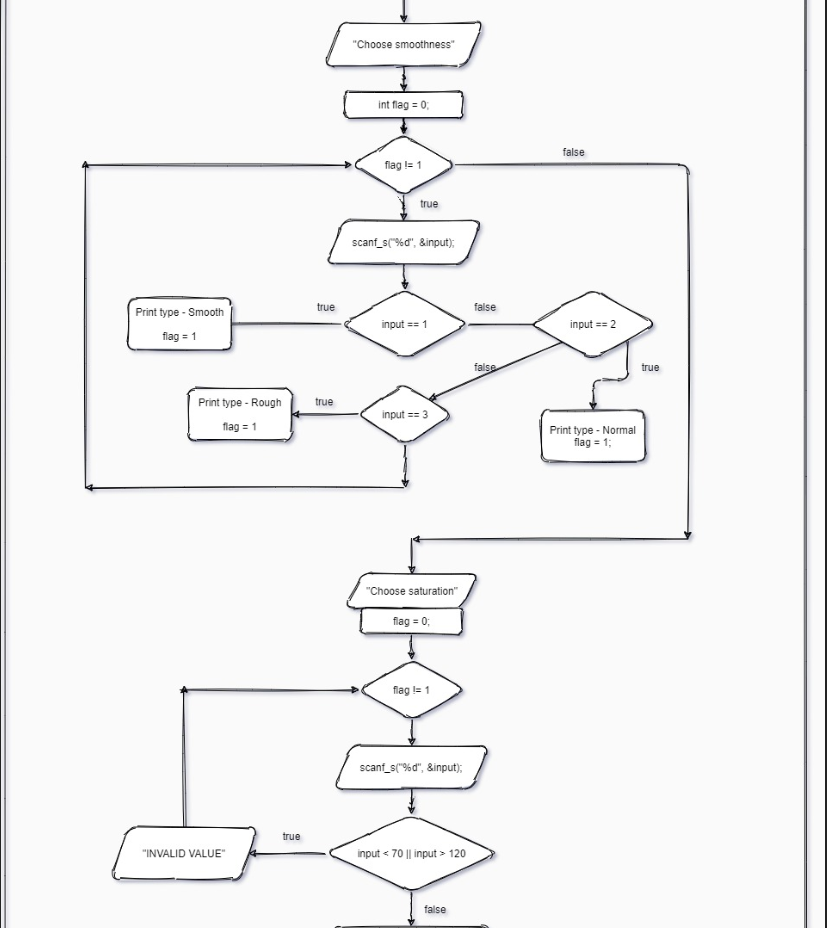 "Choose smoothness"
int flag = 0;
flag != 1
false
true
scanf_s("%d", &input);
Print type - Smooth
flag = 1
true
input == 1
false
input == 2
true
false
Print type - Rough
flag = 1
true
input == 3
Print type - Normal
flag = 1;
"Choose saturation"
flag = 0;
flag != 1
scanf_s("%d", &input);
"INVALID VALUE"
true
input < 70 || input > 120
false